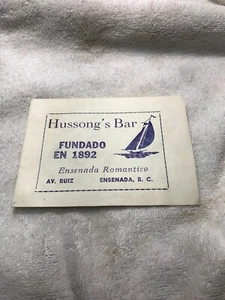 Hussong's Bar
FUNDADO
EN 1892
Ensenada Romantico
AV. RUIZ ENSENADA, B. C.